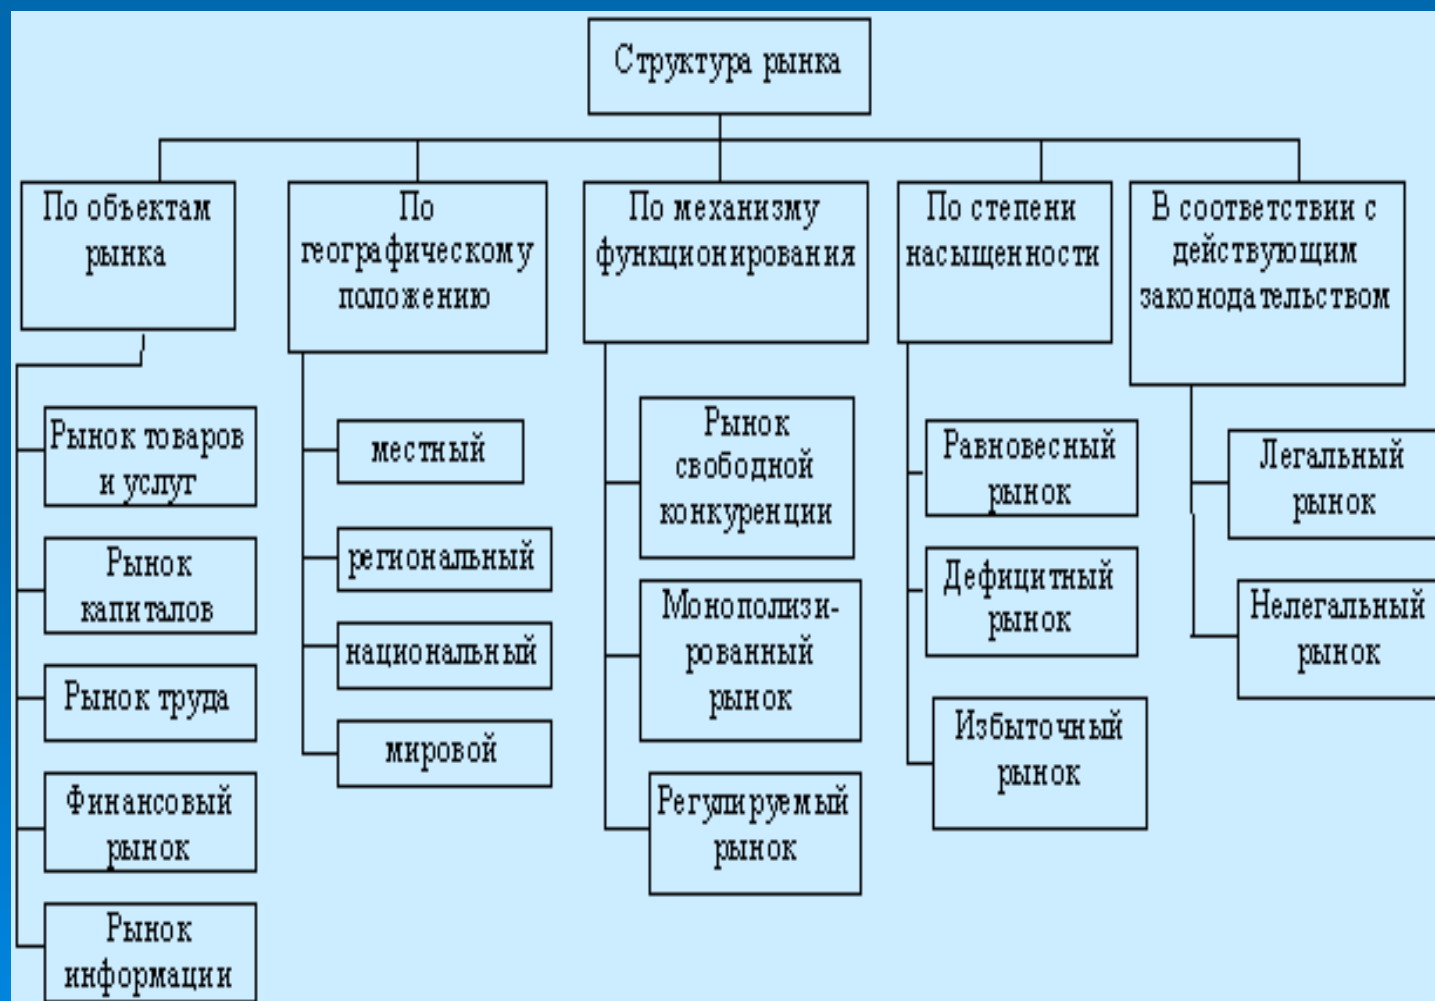 Структура рынка
По объектам
рынка
По
географическому
положению
По механизму
функционирования
По степени
насыщенности
В соответствии с
действующим
законодательством
Рынок товаров
и услуг
Рынок
капиталов
Рынок труда
Финансовый
рынок
Рынок
информации
местный
региональный
национальный
мировой
Рынок
свободной
конкуренции
Монополизи-
рованный
рынок
Регулируемый
рынок
Равновесный
рынок
Дефицитный
рынок
Избыточный
рынок
Легальный
рынок
Нелегальный
рынок